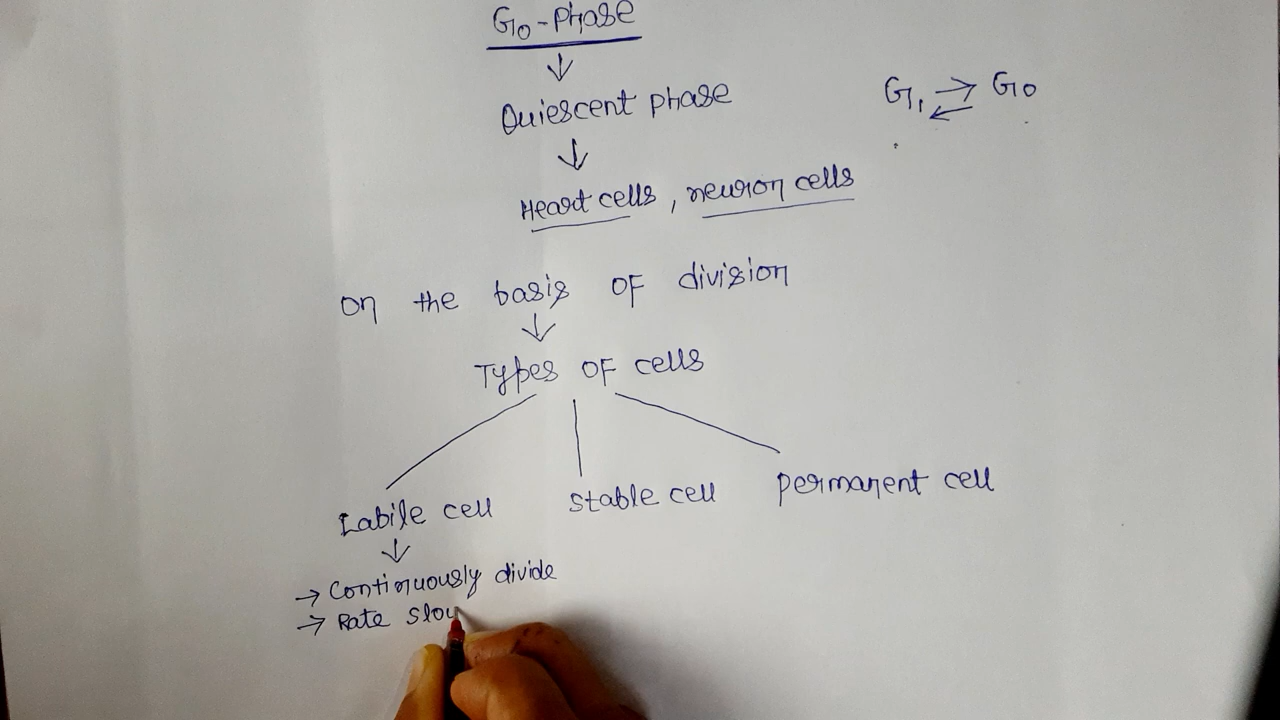 G0-Phase
↓
Quiescent phase
G1 ⇄ G0
↓
Heart cells, neuron cells
on the basis of division
↓
Types of cells
Labile cell stable cell permanent cell
↓
→ Continuously divide
→ Rate slow